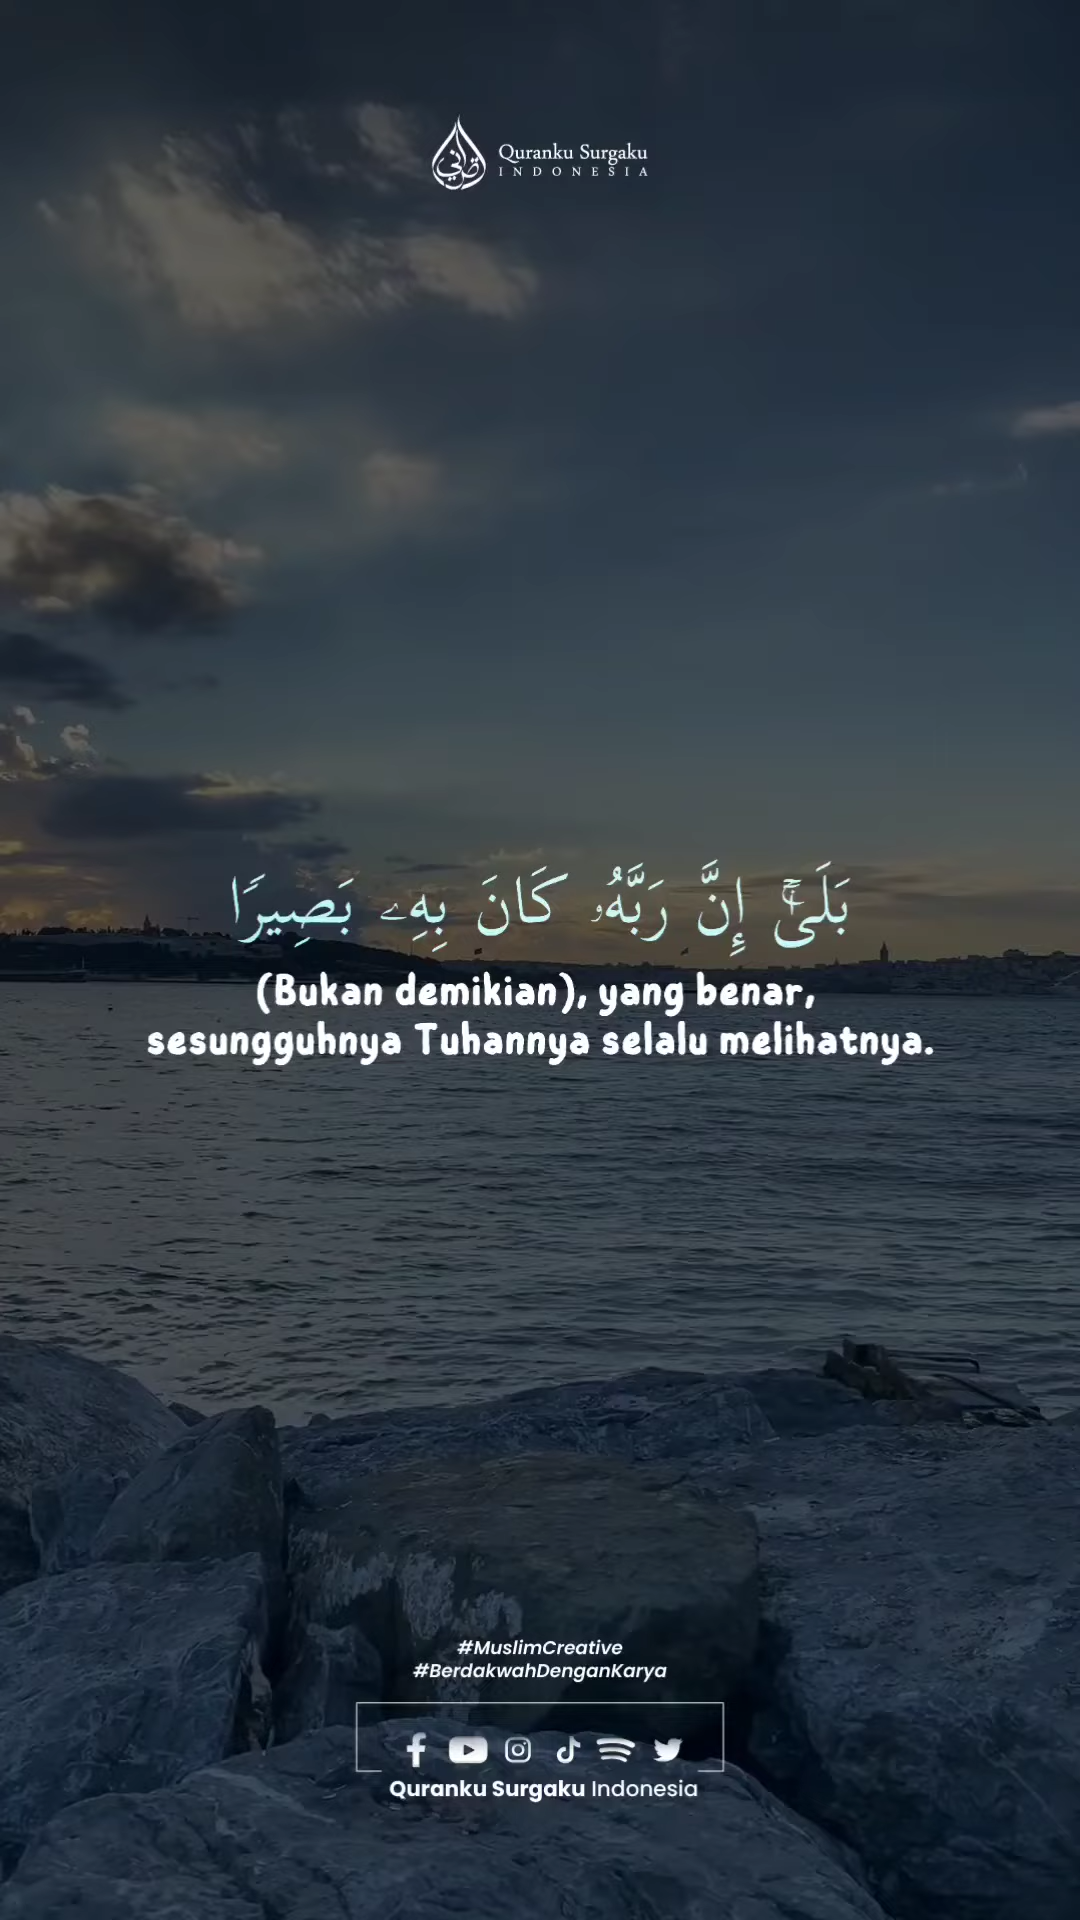 Quranku Surgaku
INDONESIA
بَلَىٰٓۚ إِنَّ رَبَّهُۥ كَانَ بِهِۦ بَصِيرًا
(Bukan demikian), yang benar,
sesungguhnya Tuhannya selalu melihatnya.
#MuslimCreative
#BerdakwahDenganKarya
Quranku Surgaku Indonesia